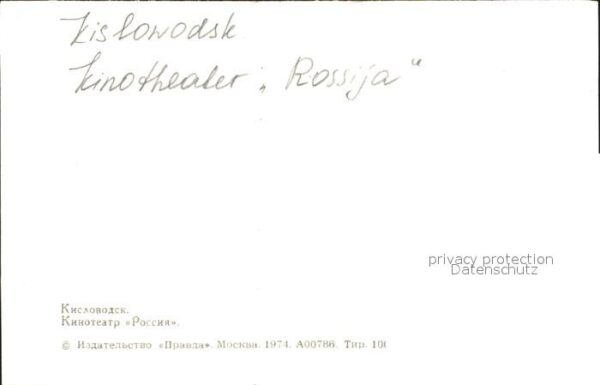 Kislowodsk
Kinotheater „Rossija“
privacy protection
Datenschutz
Кисловодск.
Кинотеатр «Россия».
© Издательство «Правда». Москва. 1974. А00786. Тир. 10